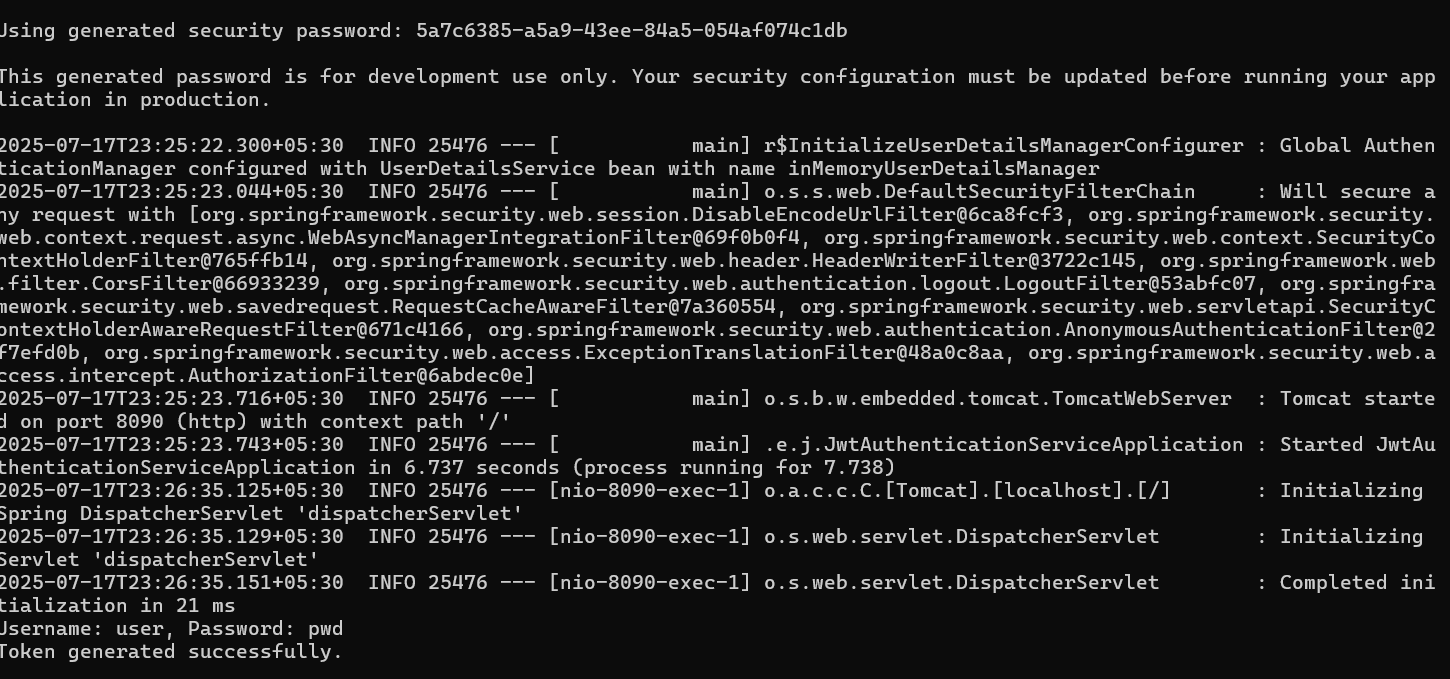 Using generated security password: 5a7c6385-a5a9-43ee-84a5-054af074c1db
This generated password is for development use only. Your security configuration must be updated before running your app
lication in production.
2025-07-17T23:25:22.300+05:30  INFO 25476 --- [           main] r$InitializeUserDetailsManagerConfigurer : Global Authen
ticationManager configured with UserDetailsService bean with name inMemoryUserDetailsManager
2025-07-17T23:25:23.044+05:30  INFO 25476 --- [           main] o.s.s.web.DefaultSecurityFilterChain     : Will secure a
ny request with [org.springframework.security.web.session.DisableEncodeUrlFilter@6ca8fcf3, org.springframework.security.
web.context.request.async.WebAsyncManagerIntegrationFilter@69f0b0f4, org.springframework.security.web.context.SecurityCo
ntextHolderFilter@765ffb14, org.springframework.security.web.header.HeaderWriterFilter@3722c145, org.springframework.web
.filter.CorsFilter@66933239, org.springframework.security.web.authentication.logout.LogoutFilter@53abfc07, org.springfra
mework.security.web.savedrequest.RequestCacheAwareFilter@7a360554, org.springframework.security.web.servletapi.SecurityC
ontextHolderAwareRequestFilter@671c4166, org.springframework.security.web.authentication.AnonymousAuthenticationFilter@2
f7efd0b, org.springframework.security.web.access.ExceptionTranslationFilter@48a0c8aa, org.springframework.security.web.a
ccess.intercept.AuthorizationFilter@6abdec0e]
2025-07-17T23:25:23.716+05:30  INFO 25476 --- [           main] o.s.b.w.embedded.tomcat.TomcatWebServer  : Tomcat starte
d on port 8090 (http) with context path '/'
2025-07-17T23:25:23.743+05:30  INFO 25476 --- [           main] .e.j.JwtAuthenticationServiceApplication : Started JwtAu
thenticationServiceApplication in 6.737 seconds (process running for 7.738)
2025-07-17T23:26:35.125+05:30  INFO 25476 --- [nio-8090-exec-1] o.a.c.c.C.[Tomcat].[localhost].[/]       : Initializing
Spring DispatcherServlet 'dispatcherServlet'
2025-07-17T23:26:35.129+05:30  INFO 25476 --- [nio-8090-exec-1] o.s.web.servlet.DispatcherServlet        : Initializing
Servlet 'dispatcherServlet'
2025-07-17T23:26:35.151+05:30  INFO 25476 --- [nio-8090-exec-1] o.s.web.servlet.DispatcherServlet        : Completed ini
tialization in 21 ms
Username: user, Password: pwd
Token generated successfully.